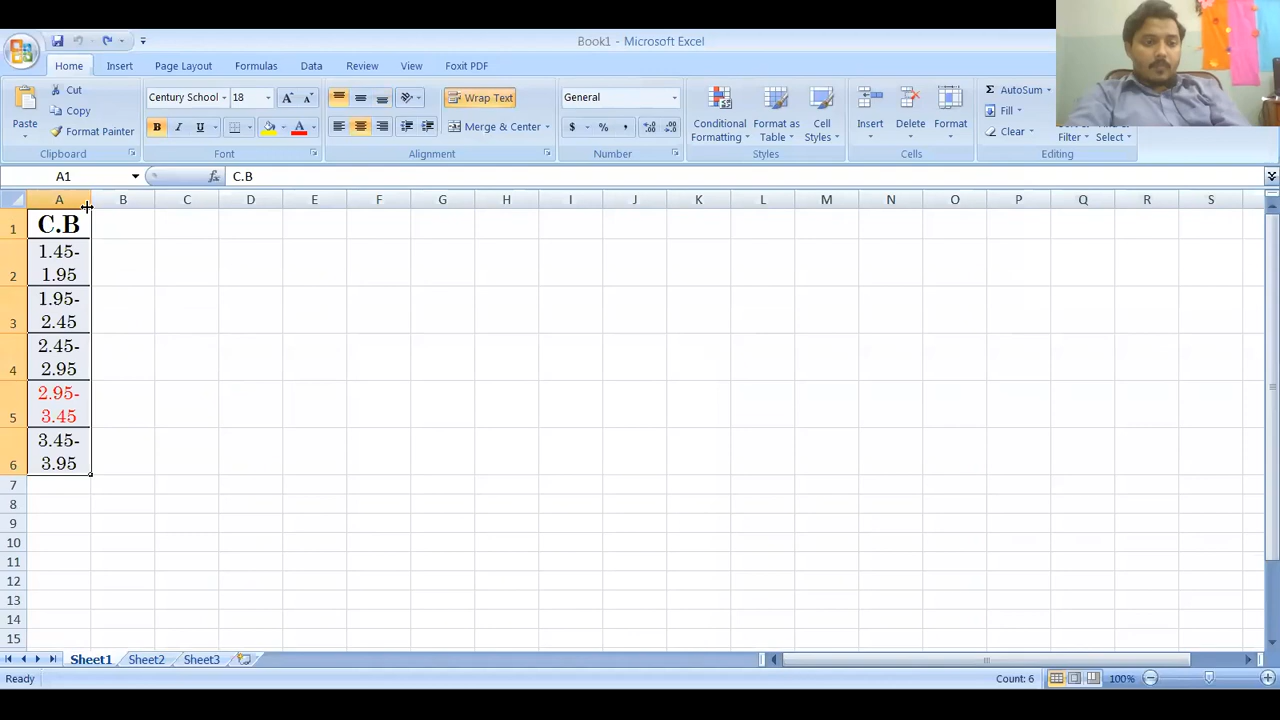 Book1 - Microsoft Excel
Home Insert Page Layout Formulas Data Review View Foxit PDF
Cut
Copy
Format Painter
Paste
Clipboard
Century School 18 A A
B I U A
Font
Wrap Text
Merge & Center
Alignment
General
$ % ,
Number
Conditional Formatting
Format as Table
Cell Styles
Styles
Insert Delete Format
Cells
Σ AutoSum
Fill
Clear
Filter Select
Editing
A1 fx C.B
A B C D E F G H I J K L M N O P Q R S
1 C.B
1.45-
2 1.95
1.95-
3 2.45
2.45-
4 2.95
2.95-
5 3.45
3.45-
6 3.95
7
8
9
10
11
12
13
14
15
Sheet1 Sheet2 Sheet3
Ready Count: 6 100%